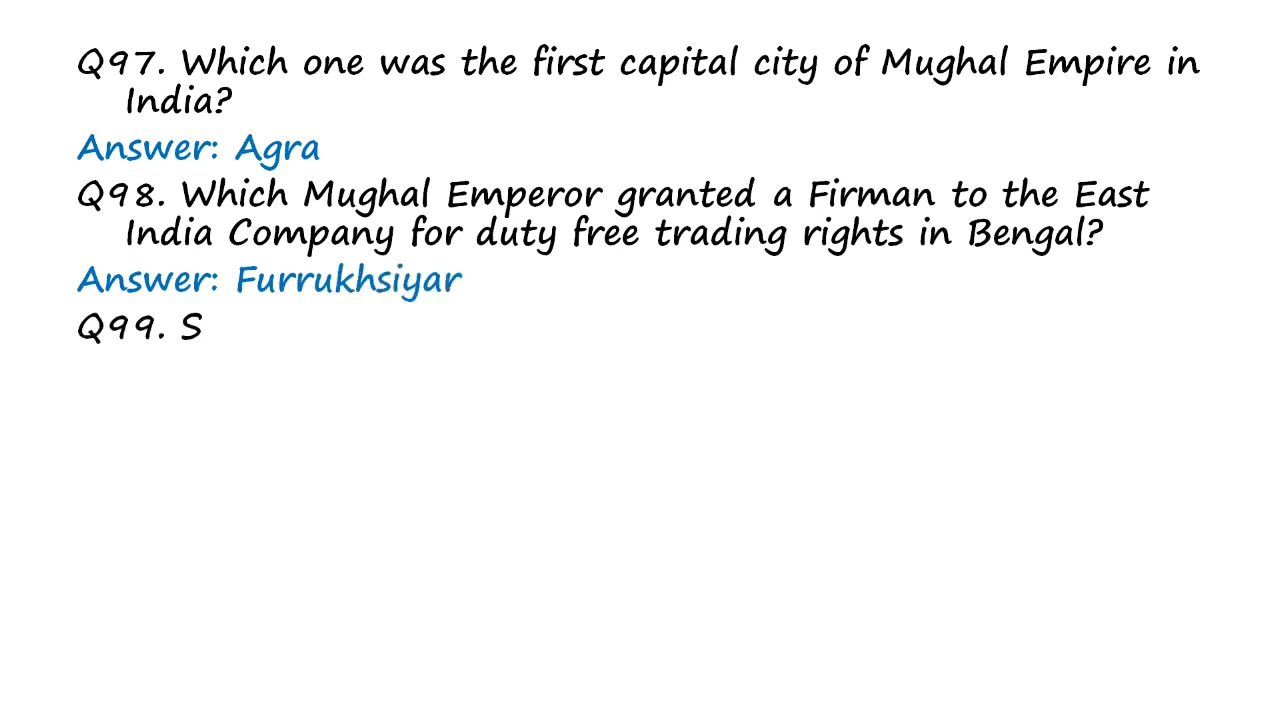 Q97. Which one was the first capital city of Mughal Empire in
India?
Answer: Agra
Q98. Which Mughal Emperor granted a Firman to the East
India Company for duty free trading rights in Bengal?
Answer: Furrukhsiyar
Q99. S